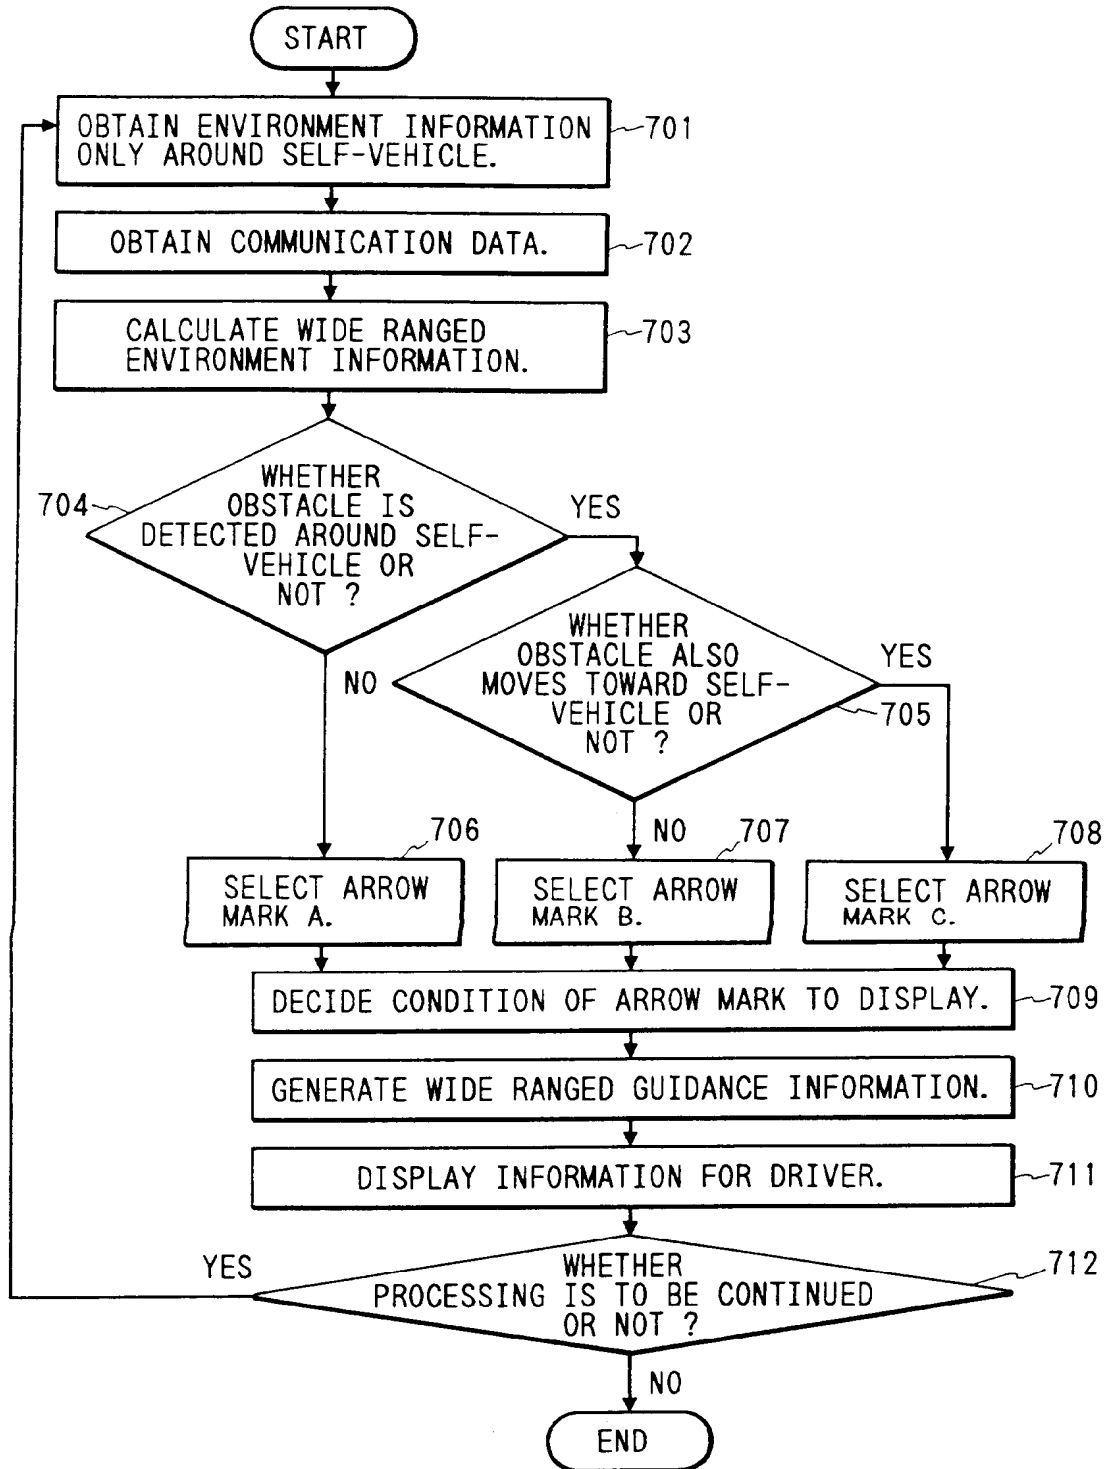 START
OBTAIN ENVIRONMENT INFORMATION
ONLY AROUND SELF-VEHICLE.
701
OBTAIN COMMUNICATION DATA.
702
CALCULATE WIDE RANGED
ENVIRONMENT INFORMATION.
703
704
WHETHER
OBSTACLE IS
DETECTED AROUND SELF-
VEHICLE OR
NOT ?
YES
NO
WHETHER
OBSTACLE ALSO
MOVES TOWARD SELF-
VEHICLE OR
NOT ?
YES
705
NO
706
SELECT ARROW
MARK A.
707
SELECT ARROW
MARK B.
708
SELECT ARROW
MARK C.
DECIDE CONDITION OF ARROW MARK TO DISPLAY.
709
GENERATE WIDE RANGED GUIDANCE INFORMATION.
710
DISPLAY INFORMATION FOR DRIVER.
711
YES
WHETHER
PROCESSING IS TO BE CONTINUED
OR NOT ?
712
NO
END